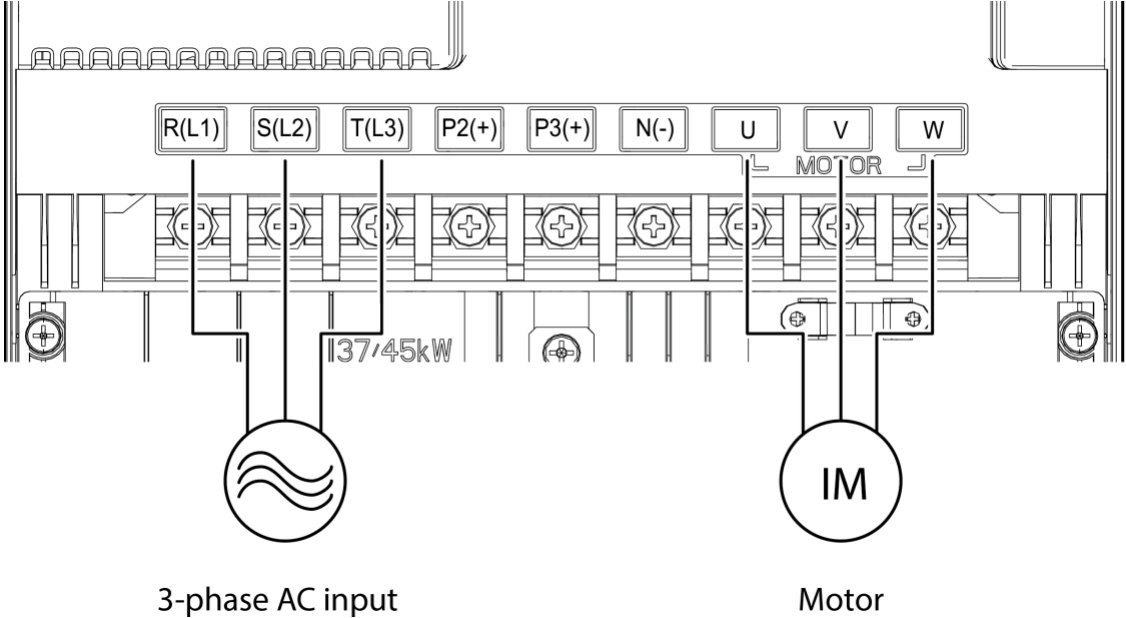 R(L1) S(L2) T(L3) P2(+) P3(+) N(-) U V W
MOTOR
37/45kW
IM
3-phase AC input Motor